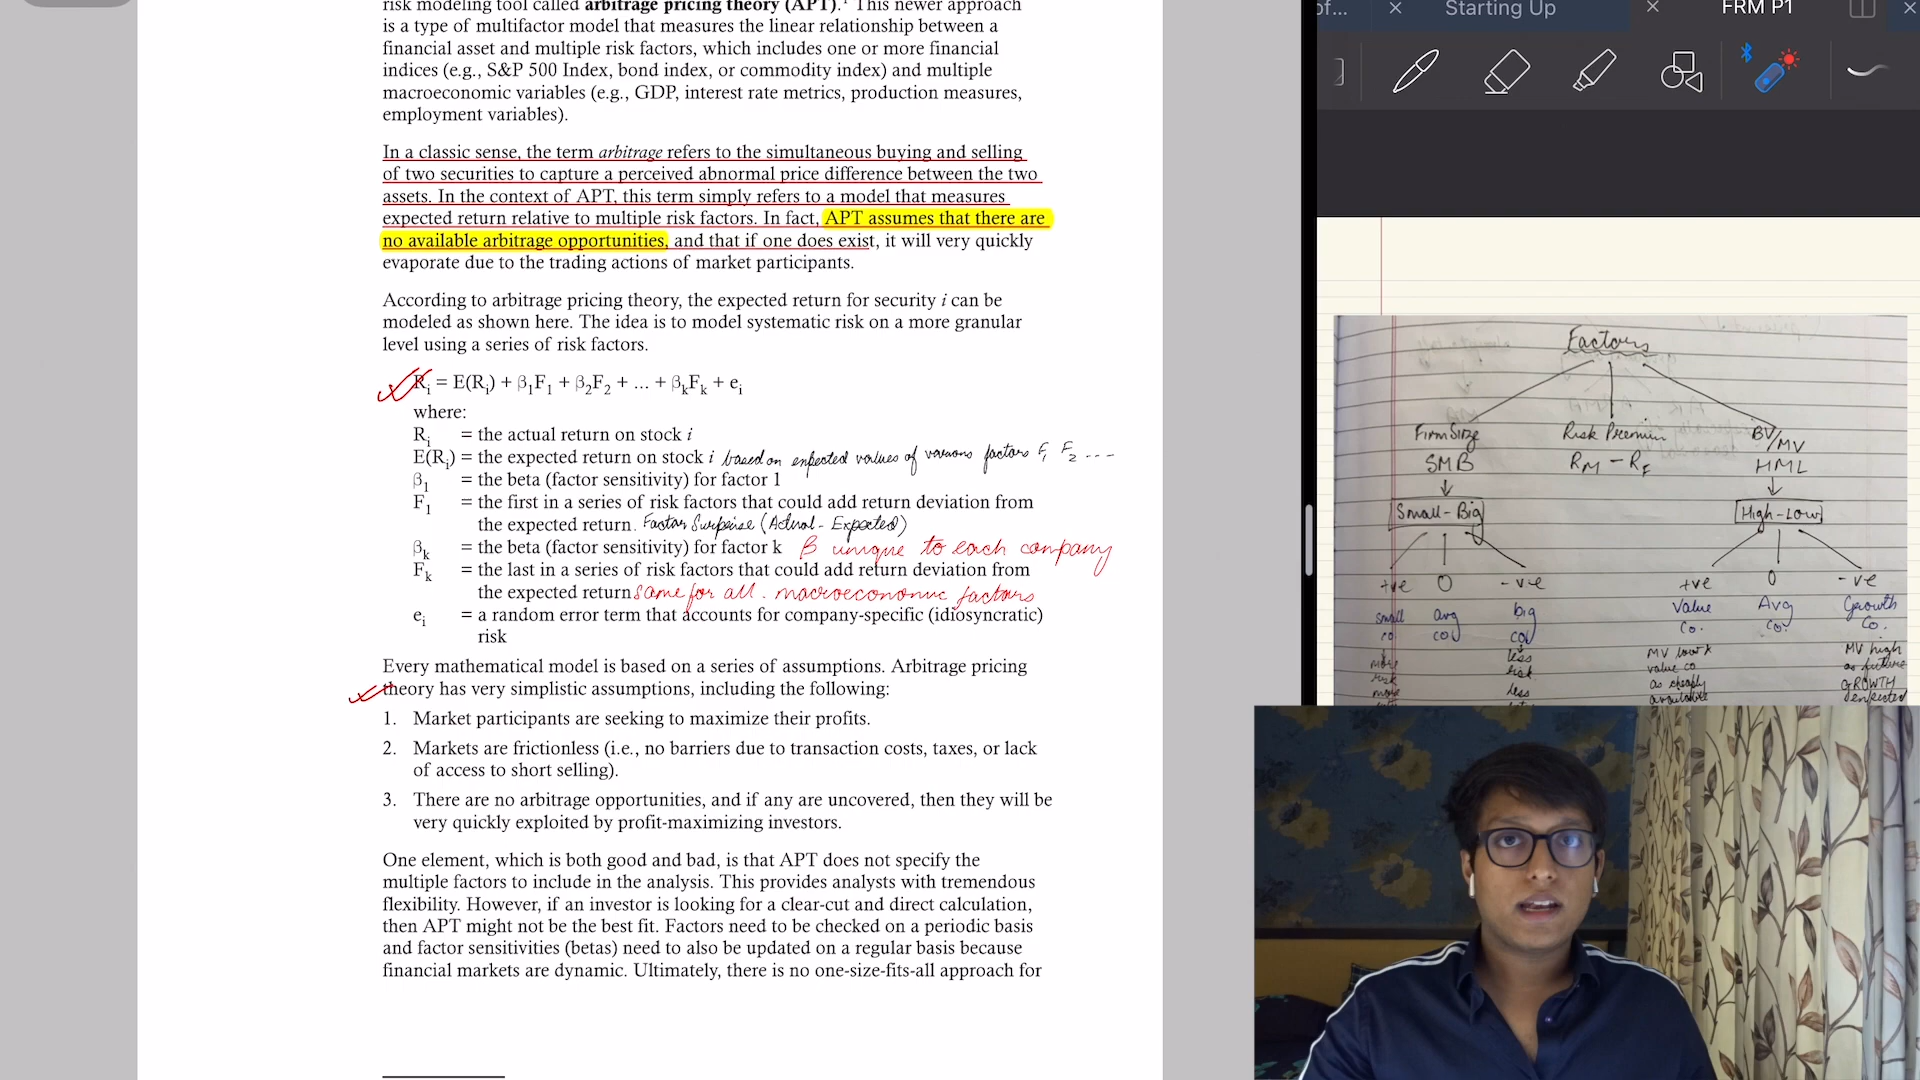 risk modeling tool called arbitrage pricing theory (APT).¹ This newer approach
is a type of multifactor model that measures the linear relationship between a
financial asset and multiple risk factors, which includes one or more financial
indices (e.g., S&P 500 Index, bond index, or commodity index) and multiple
macroeconomic variables (e.g., GDP, interest rate metrics, production measures,
employment variables).
In a classic sense, the term arbitrage refers to the simultaneous buying and selling
of two securities to capture a perceived abnormal price difference between the two
assets. In the context of APT, this term simply refers to a model that measures
expected return relative to multiple risk factors. In fact, APT assumes that there are
no available arbitrage opportunities, and that if one does exist, it will very quickly
evaporate due to the trading actions of market participants.
According to arbitrage pricing theory, the expected return for security i can be
modeled as shown here. The idea is to model systematic risk on a more granular
level using a series of risk factors.
Rᵢ = E(Rᵢ) + β₁F₁ + β₂F₂ + ... + βₖFₖ + eᵢ
where:
Rᵢ = the actual return on stock i
E(Rᵢ) = the expected return on stock i based on expected values of various factors F₁ F₂ ----
β₁ = the beta (factor sensitivity) for factor 1
F₁ = the first in a series of risk factors that could add return deviation from
the expected return. Factor Surprise (Actual - Expected)
βₖ = the beta (factor sensitivity) for factor k β unique to each company
Fₖ = the last in a series of risk factors that could add return deviation from
the expected return same for all. macroeconomic factors
eᵢ = a random error term that accounts for company-specific (idiosyncratic)
risk
Every mathematical model is based on a series of assumptions. Arbitrage pricing
theory has very simplistic assumptions, including the following:
1. Market participants are seeking to maximize their profits.
2. Markets are frictionless (i.e., no barriers due to transaction costs, taxes, or lack
of access to short selling).
3. There are no arbitrage opportunities, and if any are uncovered, then they will be
very quickly exploited by profit-maximizing investors.
One element, which is both good and bad, is that APT does not specify the
multiple factors to include in the analysis. This provides analysts with tremendous
flexibility. However, if an investor is looking for a clear-cut and direct calculation,
then APT might not be the best fit. Factors need to be checked on a periodic basis
and factor sensitivities (betas) need to also be updated on a regular basis because
financial markets are dynamic. Ultimately, there is no one-size-fits-all approach for
of... × Starting Up × FRM P1 ×
Factors
Firm Size Risk Premium BV/MV
SMB RM - RF HML
Small-Big High-Low
+ve 0 -ve +ve 0 -ve
small avg big Value Avg Growth
co co co Co. Co. Co.
more less MV low MV high
risk risk value co as future
more less as cheaply GROWTH
available expected